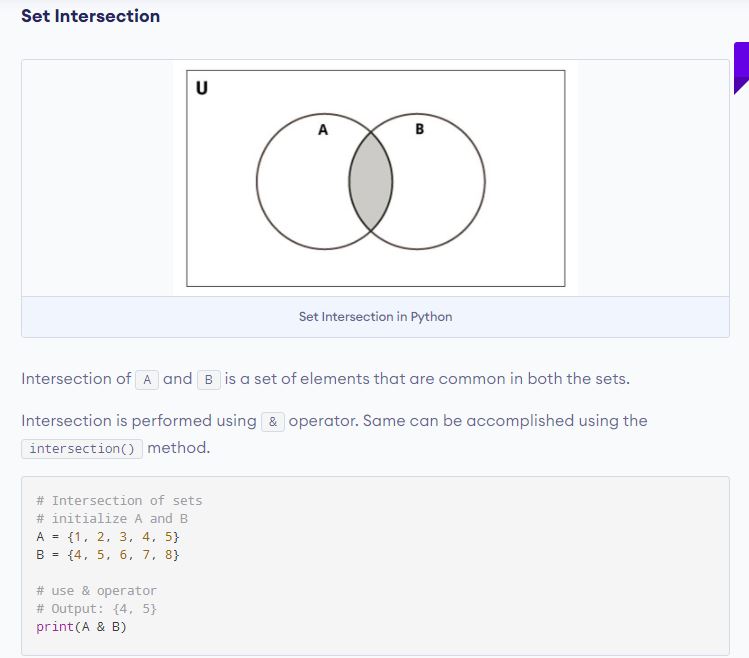 Set Intersection
U
A
B
Set Intersection in Python
Intersection of A and B is a set of elements that are common in both the sets.
Intersection is performed using & operator. Same can be accomplished using the
intersection() method.
# Intersection of sets
# initialize A and B
A = {1, 2, 3, 4, 5}
B = {4, 5, 6, 7, 8}
# use & operator
# Output: {4, 5}
print(A & B)